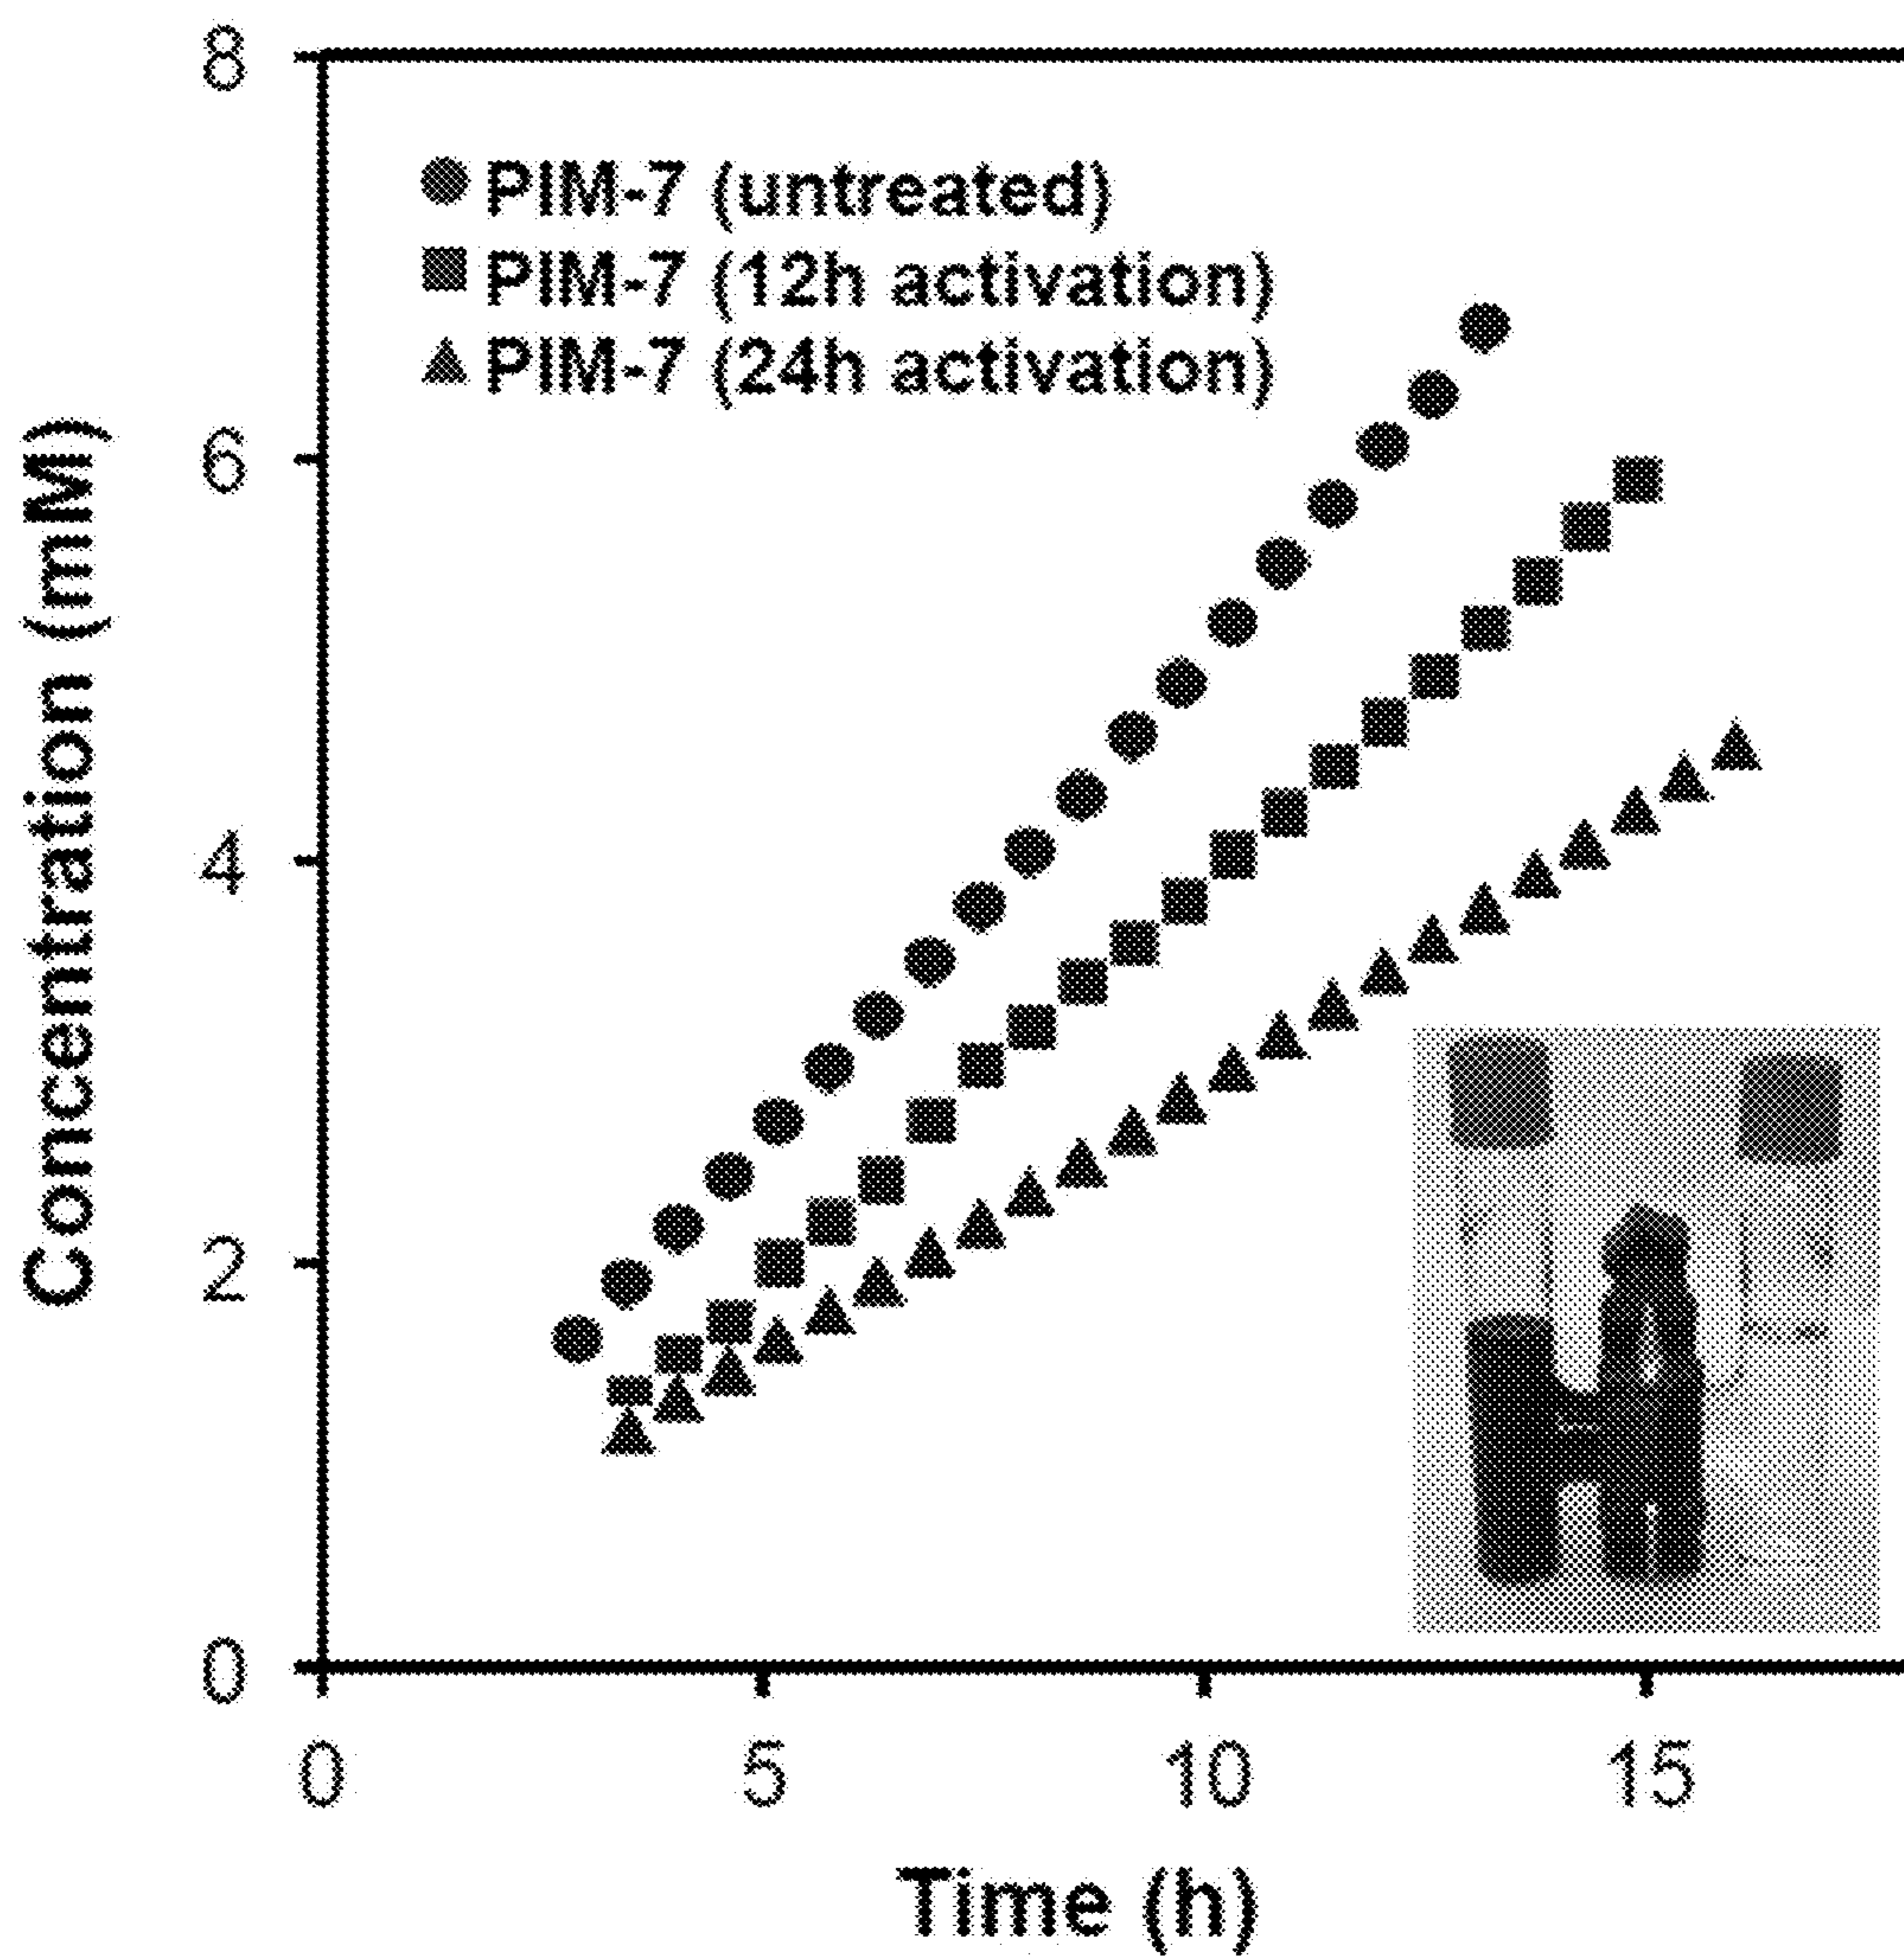 8
PIM-7 (untreated)
PIM-7 (12h activation)
PIM-7 (24h activation)
6
4
2
0
Concentration (mM)
0 5 10 15
Time (h)